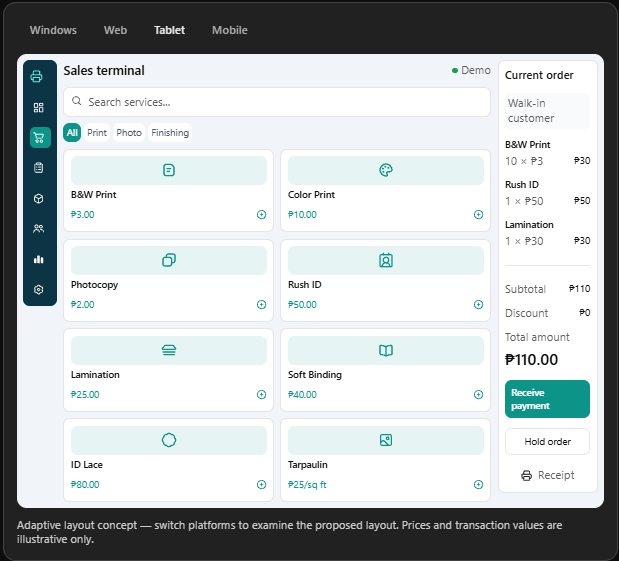 Windows Web Tablet Mobile
Sales terminal
Demo
Search services...
All Print Photo Finishing
B&W Print
₱3.00
Color Print
₱10.00
Photocopy
₱2.00
Rush ID
₱50.00
Lamination
₱25.00
Soft Binding
₱40.00
ID Lace
₱80.00
Tarpaulin
₱25/sq ft
Current order
Walk-in
customer
B&W Print
10 × ₱3 ₱30
Rush ID
1 × ₱50 ₱50
Lamination
1 × ₱30 ₱30
Subtotal ₱110
Discount ₱0
Total amount
₱110.00
Receive
payment
Hold order
Receipt
Adaptive layout concept — switch platforms to examine the proposed layout. Prices and transaction values are
illustrative only.